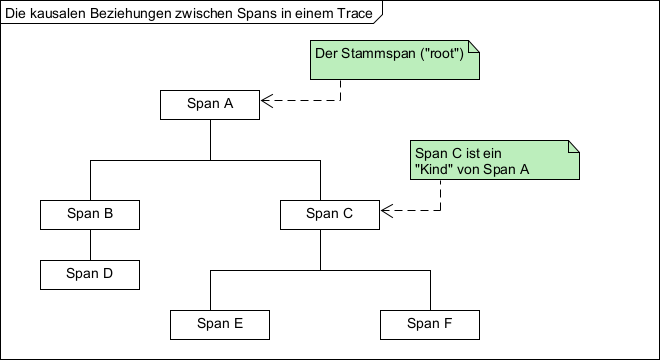 Die kausalen Beziehungen zwischen Spans in einem Trace
Der Stammspan ("root")
Span A
Span C ist ein
"Kind" von Span A
Span B
Span C
Span D
Span E
Span F